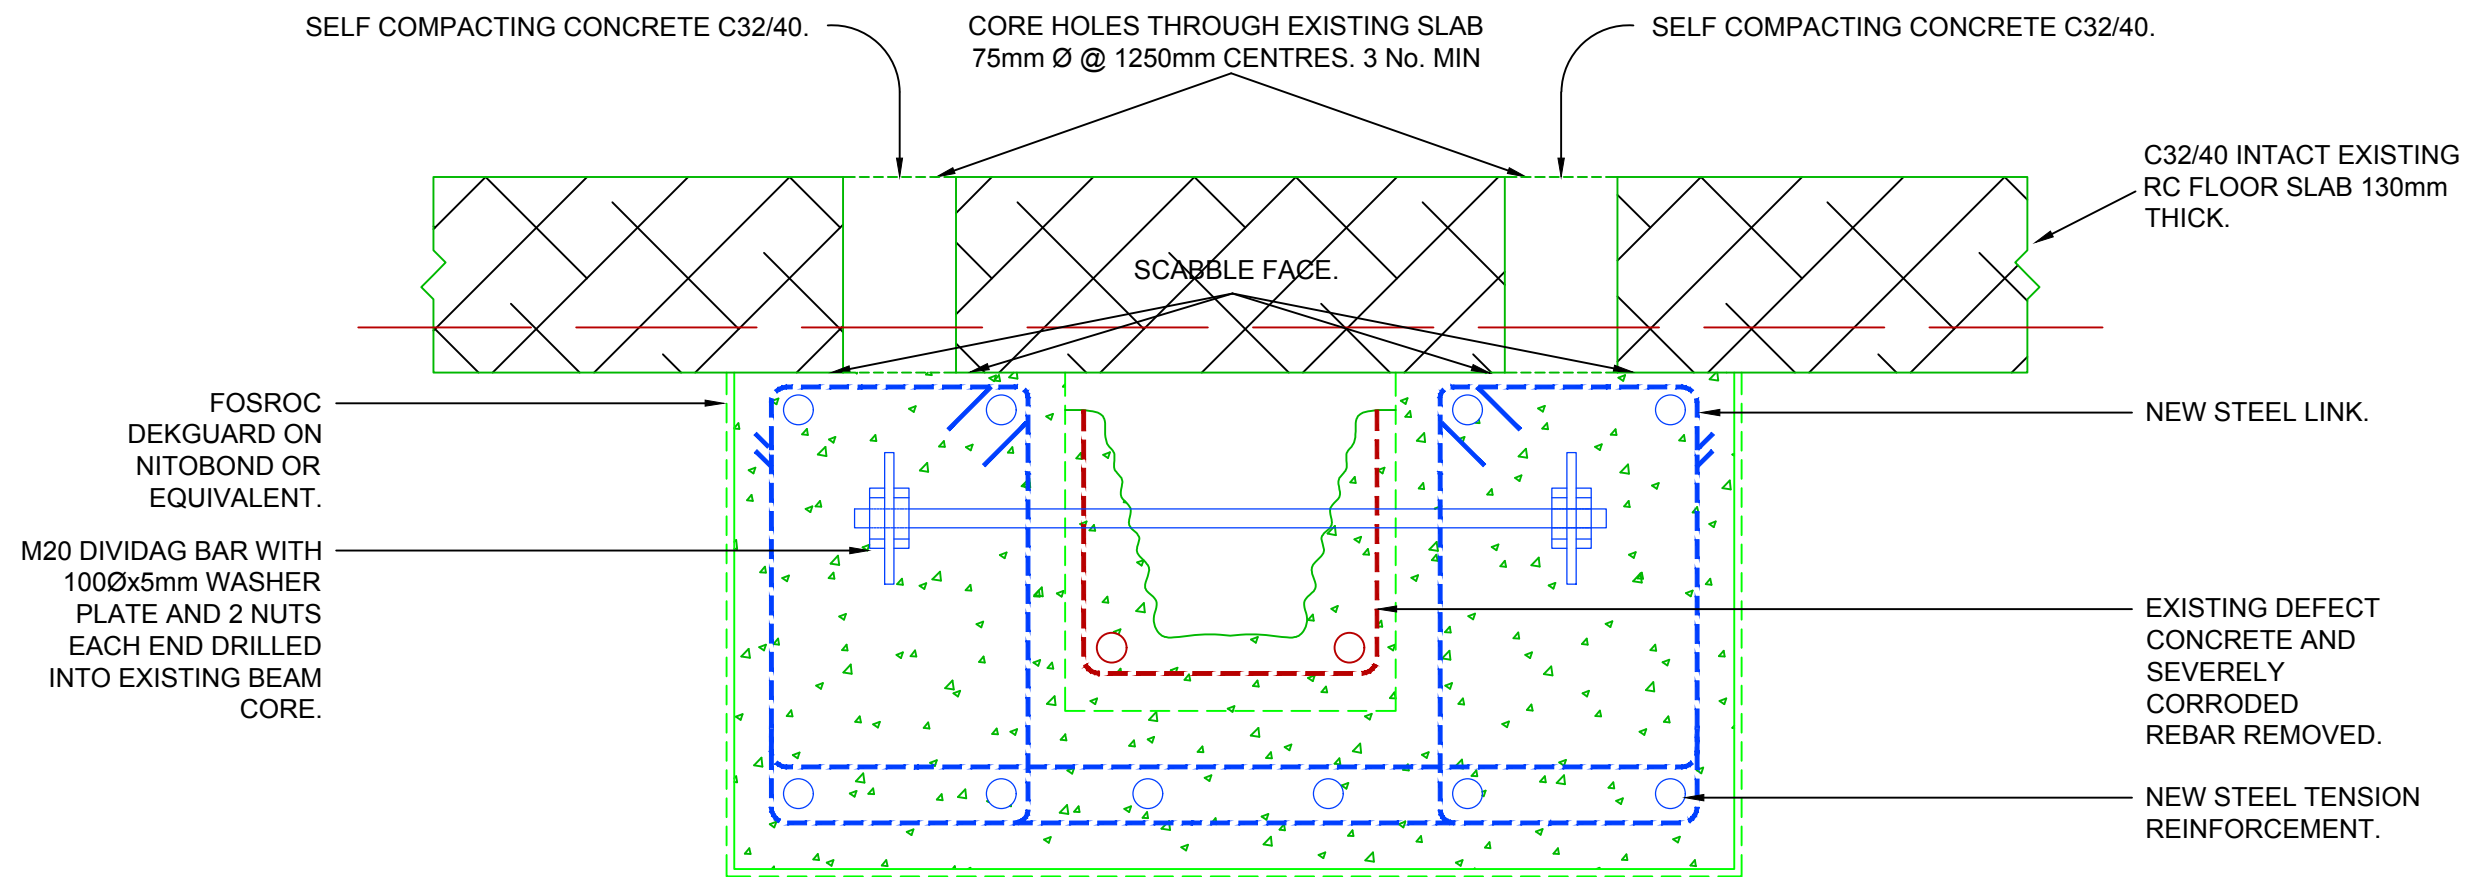 SELF COMPACTING CONCRETE C32/40.
CORE HOLES THROUGH EXISTING SLAB
75mm Ø @ 1250mm CENTRES. 3 No. MIN
SELF COMPACTING CONCRETE C32/40.
C32/40 INTACT EXISTING
RC FLOOR SLAB 130mm
THICK.
SCABBLE FACE.
FOSROC
DEKGUARD ON
NITOBOND OR
EQUIVALENT.
NEW STEEL LINK.
M20 DIVIDAG BAR WITH
100Øx5mm WASHER
PLATE AND 2 NUTS
EACH END DRILLED
INTO EXISTING BEAM
CORE.
EXISTING DEFECT
CONCRETE AND
SEVERELY
CORRODED
REBAR REMOVED.
NEW STEEL TENSION
REINFORCEMENT.